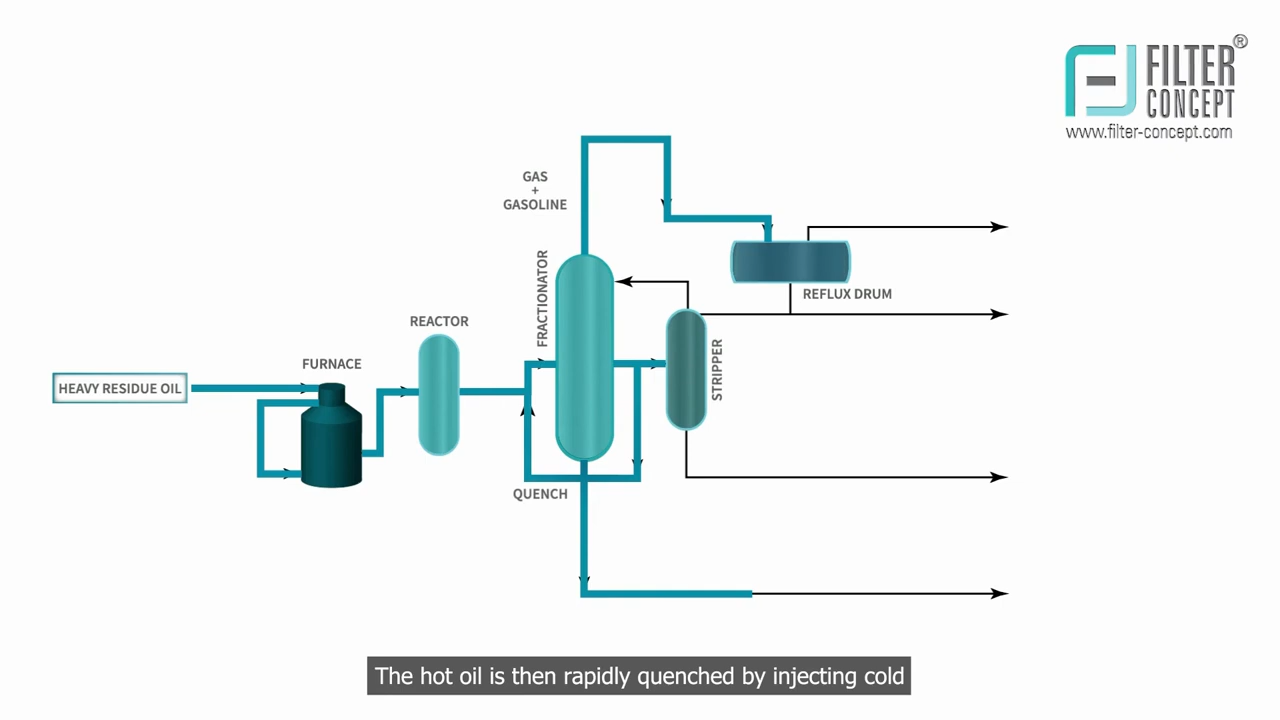 FILTER
CONCEPT
®
www.filter-concept.com
GAS
+
GASOLINE
FRACTIONATOR
REFLUX DRUM
REACTOR
STRIPPER
FURNACE
HEAVY RESIDUE OIL
QUENCH
The hot oil is then rapidly quenched by injecting cold